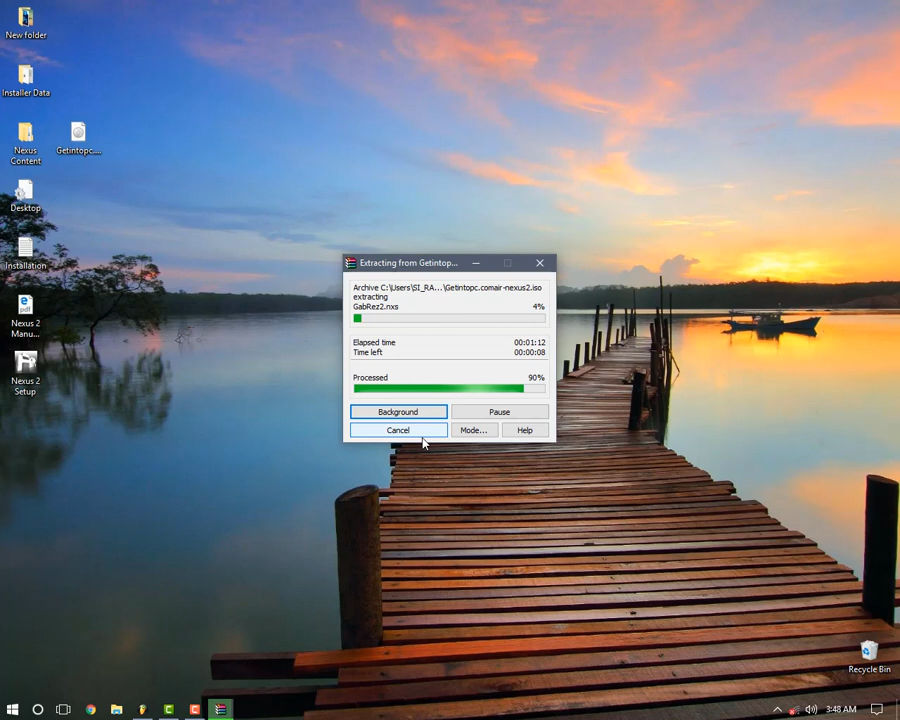 New folder
Installer Data
Nexus
Content
Getintopc....
Desktop
Installation
Nexus 2
Manu...
Nexus 2
Setup
Extracting from Getintop...
Archive C:\Users\SI_RA...\Getintopc.comair-nexus2.iso
extracting
GabRez2.nxs 4%
Elapsed time 00:01:12
Time left 00:00:08
Processed 90%
Background Pause
Cancel Mode... Help
Recycle Bin
3:48 AM